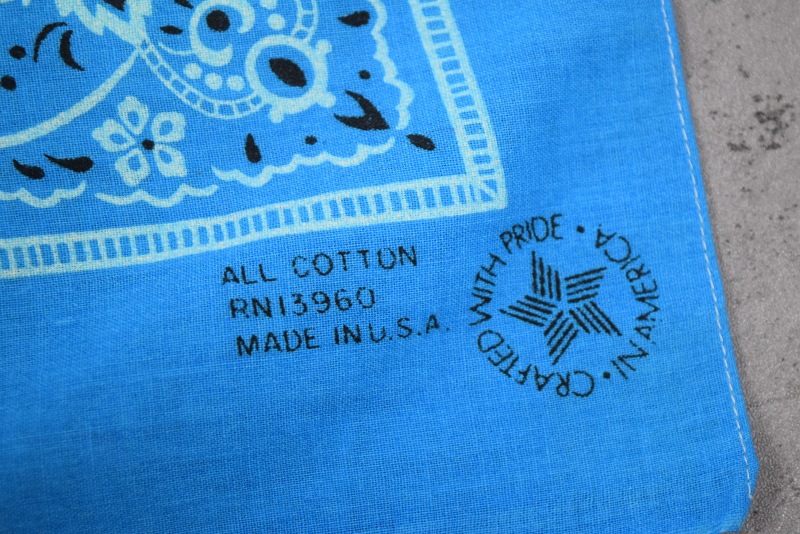 ALL COTTON
RN13960
MADE IN U.S.A.
CRAFTED WITH PRIDE • IN AMERICA •